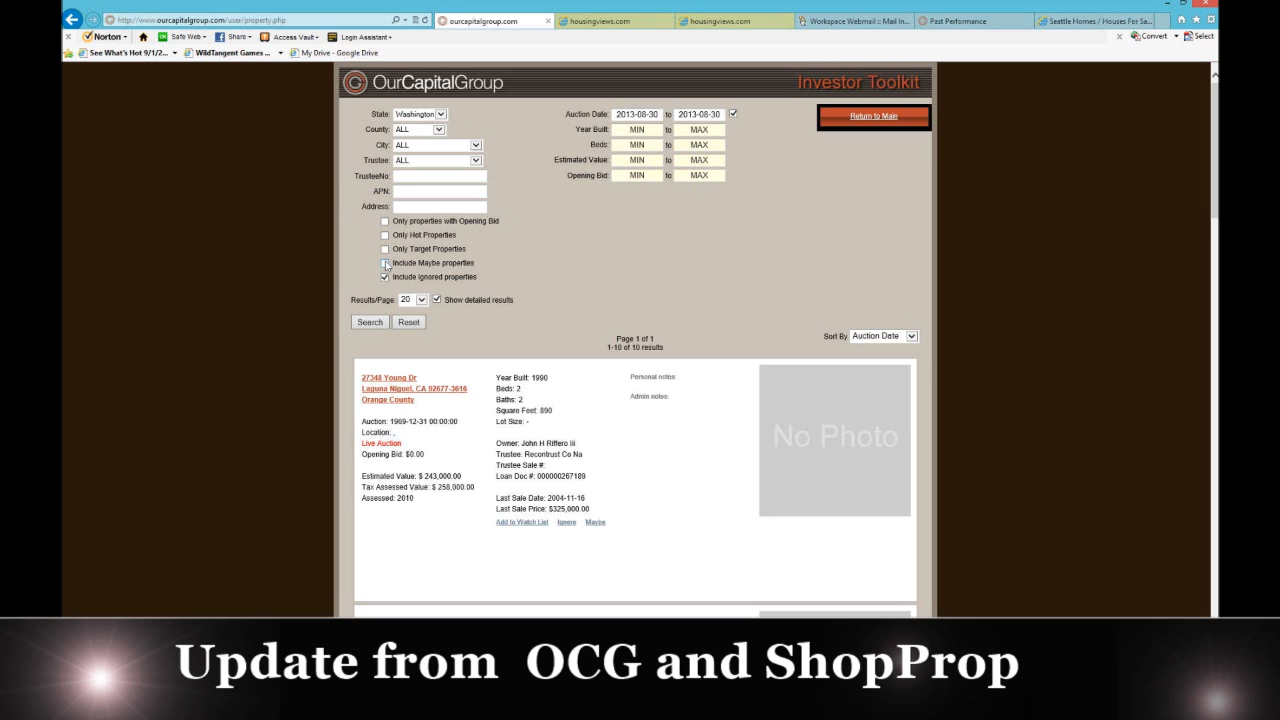 http://www.ourcapitalgroup.com/user/property.php
ourcapitalgroup.com
housingviews.com
housingviews.com
Workspace Webmail :: Mail In...
Past Performance
Seattle Homes / Houses For Sa...
Norton
Safe Web
Share
Access Vault
Login Assistant
Convert
Select
See What's Hot 9/1/2...
WildTangent Games ...
My Drive - Google Drive
OurCapitalGroup
Investor Toolkit
State: Washington
Auction Date: 2013-08-30 to 2013-08-30
Return to Main
County: ALL
Year Built: MIN to MAX
City: ALL
Beds: MIN to MAX
Trustee: ALL
Estimated Value: MIN to MAX
TrusteeNo:
Opening Bid: MIN to MAX
APN:
Address:
Only properties with Opening Bid
Only Hot Properties
Only Target Properties
Include Maybe properties
Include Ignored properties
Results/Page: 20 Show detailed results
Search Reset
Page 1 of 1
1-10 of 10 results
Sort By Auction Date
27348 Young Dr
Laguna Niguel, CA 92677-3616
Orange County
Auction: 1969-12-31 00:00:00
Location: ,
Live Auction
Opening Bid: $0.00
Estimated Value: $ 243,000.00
Tax Assessed Value: $ 258,000.00
Assessed: 2010
Year Built: 1990
Beds: 2
Baths: 2
Square Feet: 890
Lot Size: -
Owner: John H Riffero Iii
Trustee: Recontrust Co Na
Trustee Sale #:
Loan Doc #: 000000267189
Last Sale Date: 2004-11-16
Last Sale Price: $325,000.00
Add to Watch List Ignore Maybe
Personal notes:
Admin notes:
No Photo
Update from OCG and ShopProp